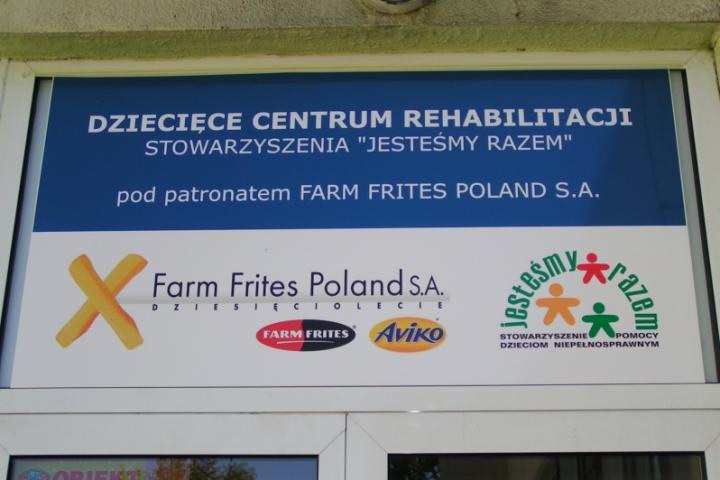 DZIECIĘCE CENTRUM REHABILITACJI
STOWARZYSZENIA "JESTEŚMY RAZEM"
pod patronatem FARM FRITES POLAND S.A.
Farm Frites Poland S.A.
DZIESIĘCIOLECIE
FARM FRITES
AVIKO
jesteśmy razem
STOWARZYSZENIE POMOCY
DZIECIOM NIEPEŁNOSPRAWNYM
OBIEKT